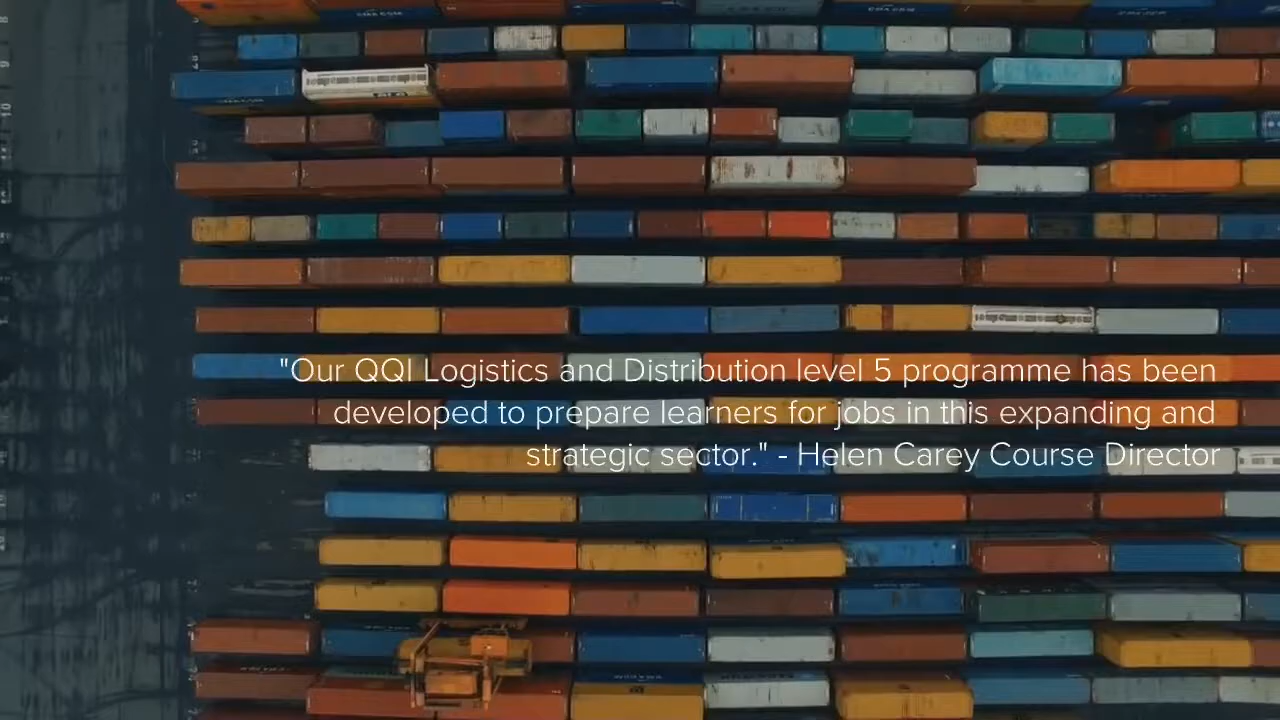 "Our QQI Logistics and Distribution level 5 programme has been
developed to prepare learners for jobs in this expanding and
strategic sector." - Helen Carey Course Director